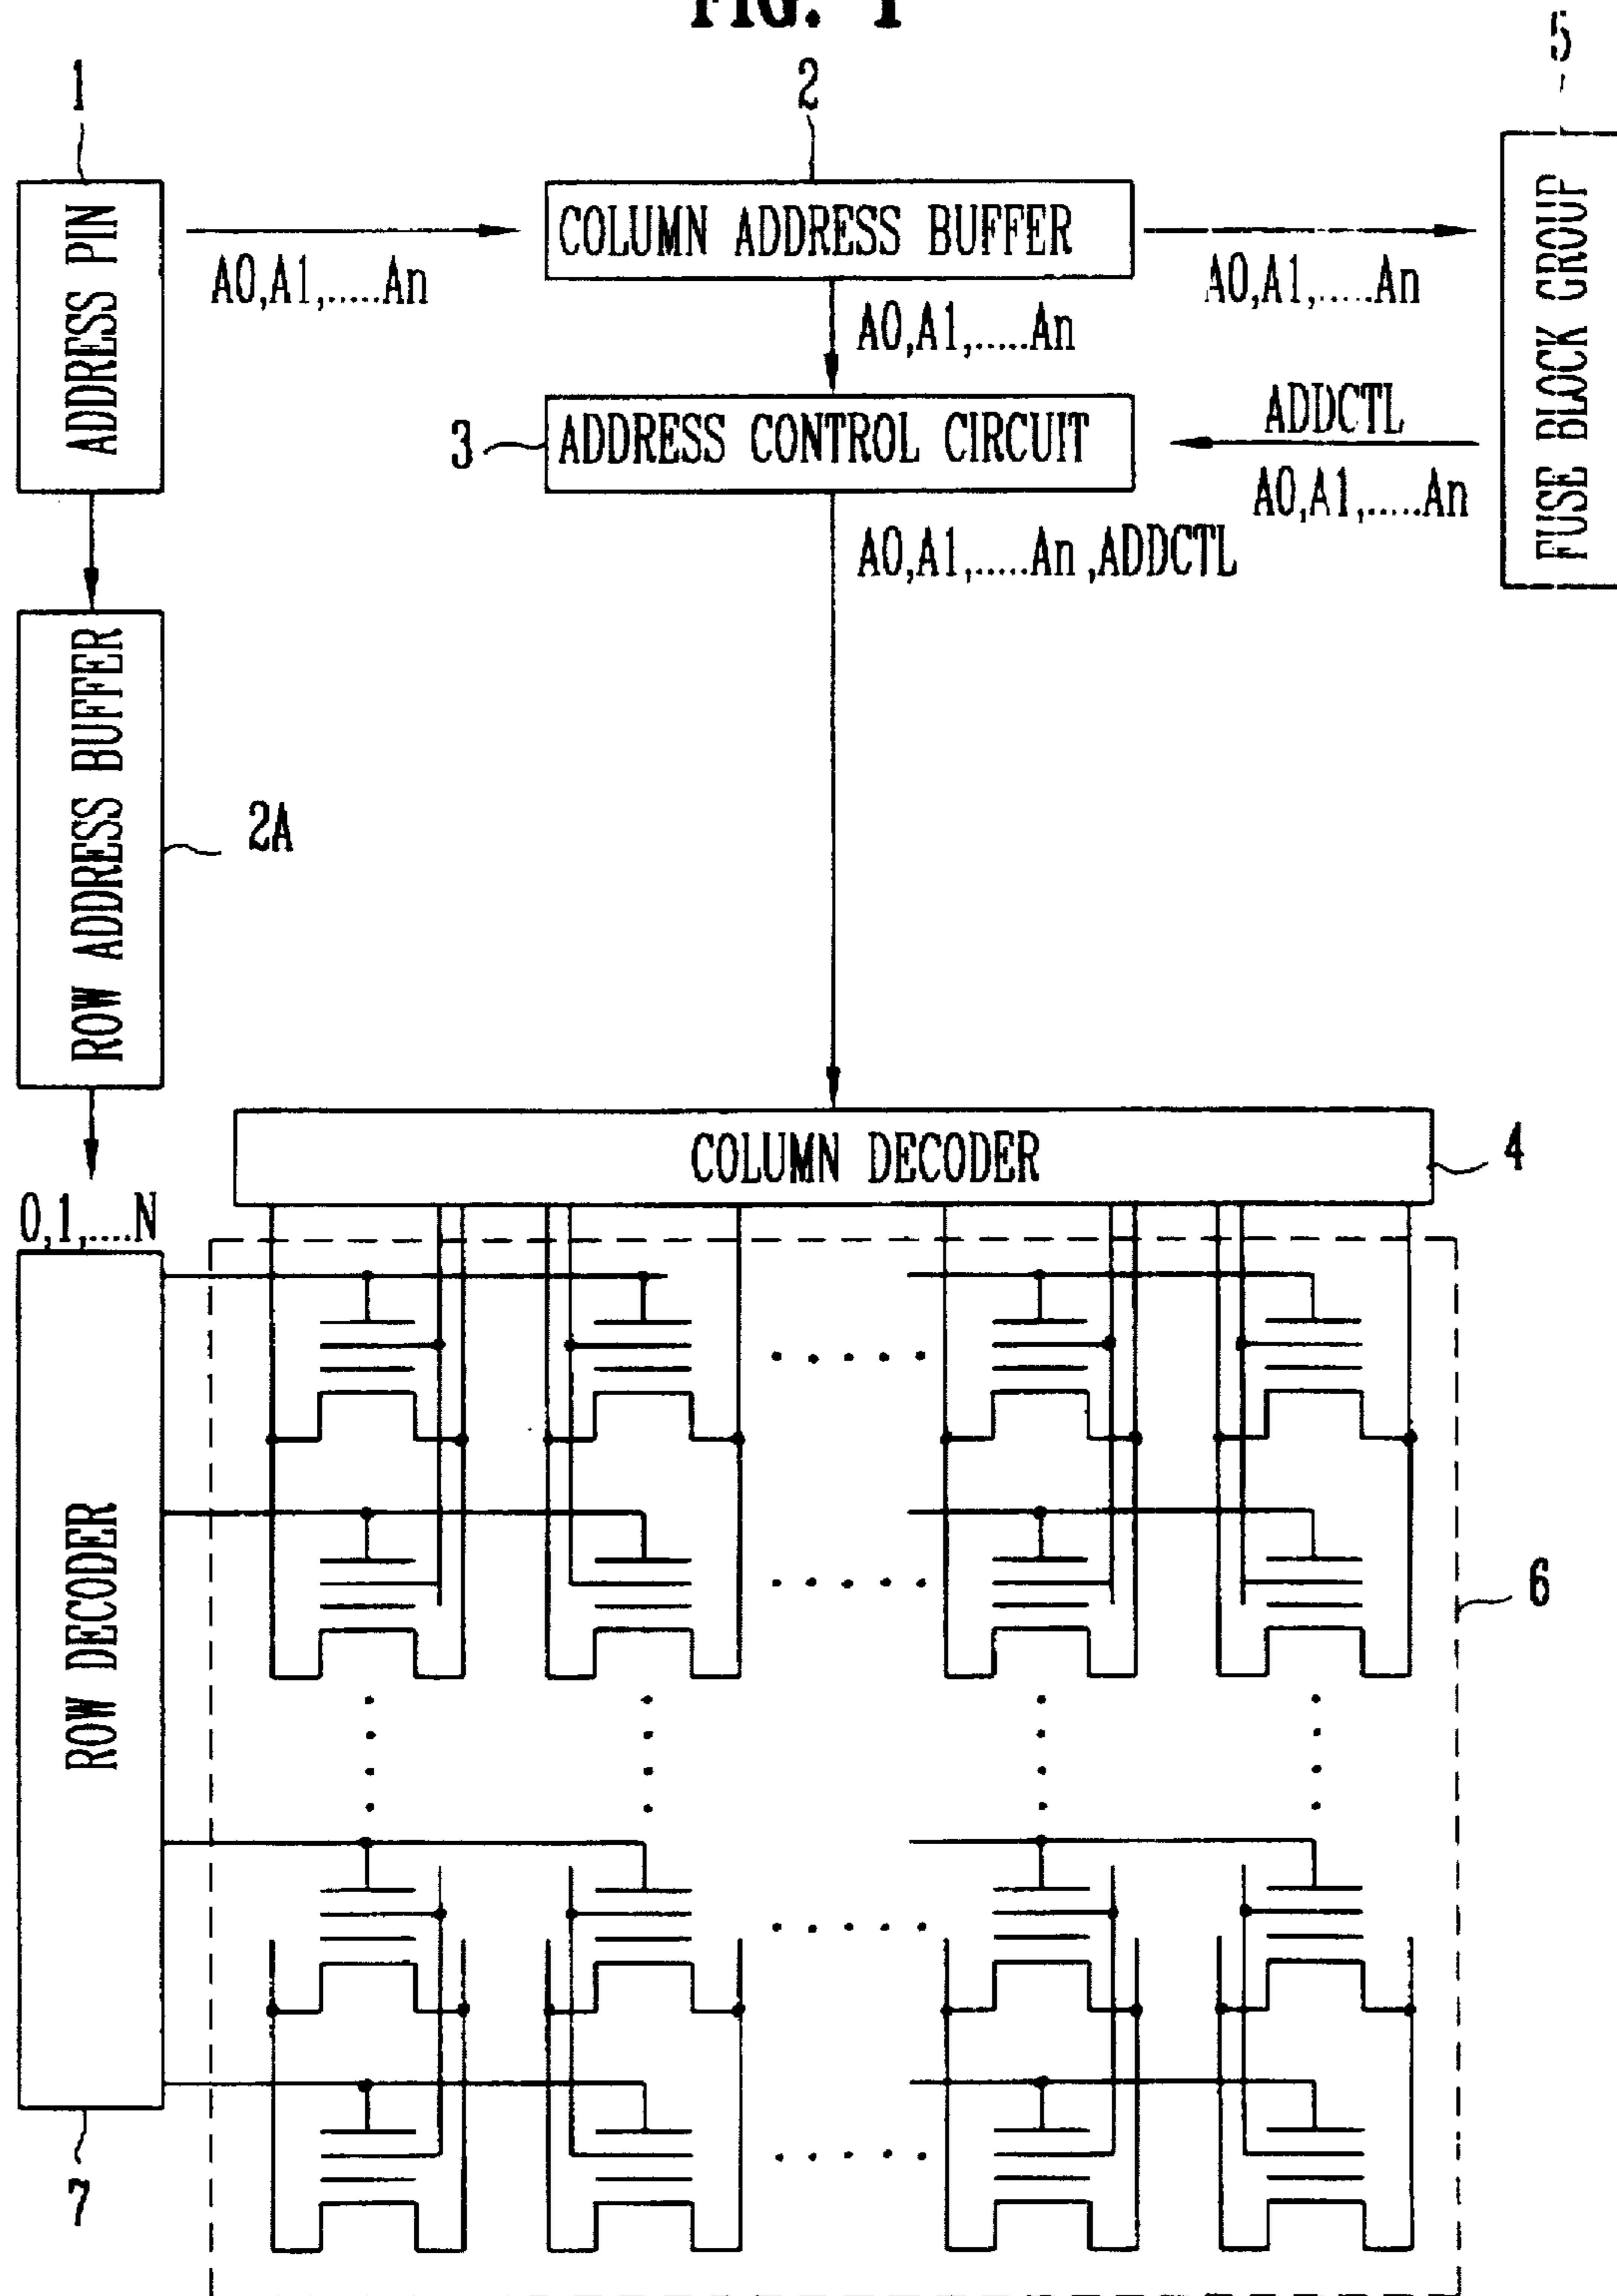 FIG. 1
1
2
5
ADDRESS PIN
COLUMN ADDRESS BUFFER
FUSE BLOCK GROUP
A0,A1,.....An
A0,A1,.....An
A0,A1,.....An
3
ADDRESS CONTROL CIRCUIT
ADDCTL
A0,A1,.....An
A0,A1,.....An,ADDCTL
ROW ADDRESS BUFFER
2A
COLUMN DECODER
4
0,1,....N
ROW DECODER
6
7